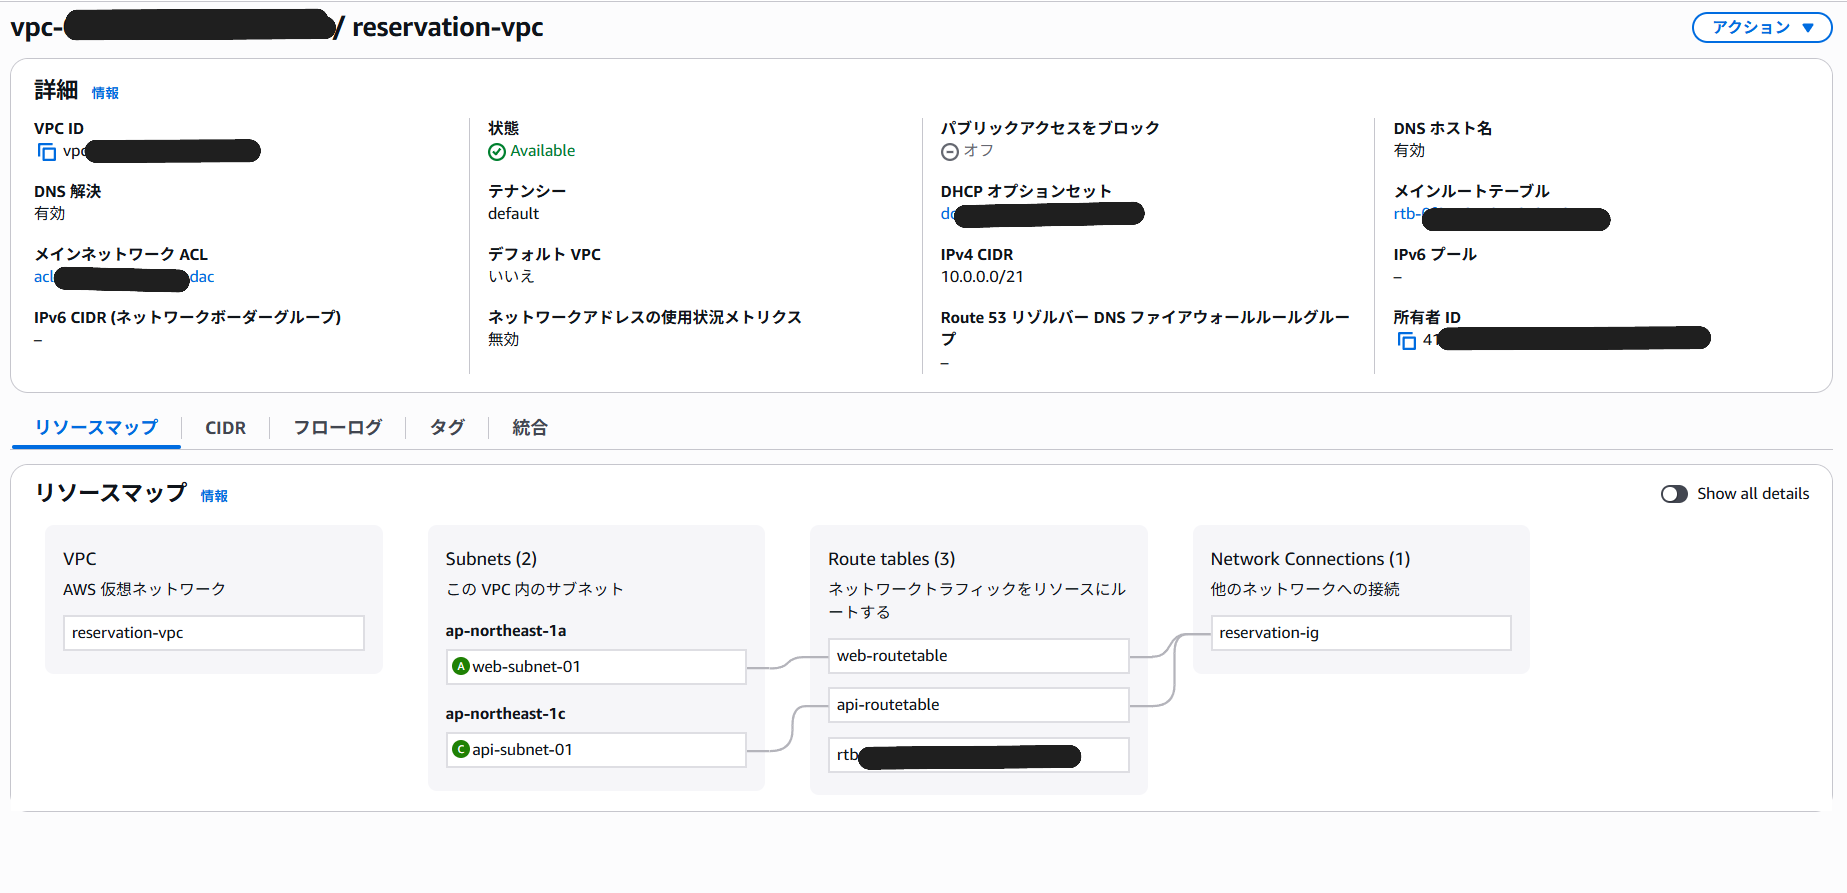 vpc- / reservation-vpc
アクション
詳細 情報
VPC ID
vpc
状態
Available
パブリックアクセスをブロック
オフ
DNS ホスト名
有効
DNS 解決
有効
テナンシー
default
DHCP オプションセット
メインルートテーブル
rtb-
メインネットワーク ACL
acl dac
デフォルト VPC
いいえ
IPv4 CIDR
10.0.0.0/21
IPv6 プール
–
IPv6 CIDR (ネットワークボーダーグループ)
–
ネットワークアドレスの使用状況メトリクス
無効
Route 53 リゾルバー DNS ファイアウォールルールグルー
プ
–
所有者 ID
41
リソースマップ
CIDR
フローログ
タグ
統合
リソースマップ 情報
Show all details
VPC
AWS 仮想ネットワーク
reservation-vpc
Subnets (2)
この VPC 内のサブネット
ap-northeast-1a
A web-subnet-01
ap-northeast-1c
C api-subnet-01
Route tables (3)
ネットワークトラフィックをリソースにル
ートする
web-routetable
api-routetable
rtb
Network Connections (1)
他のネットワークへの接続
reservation-ig